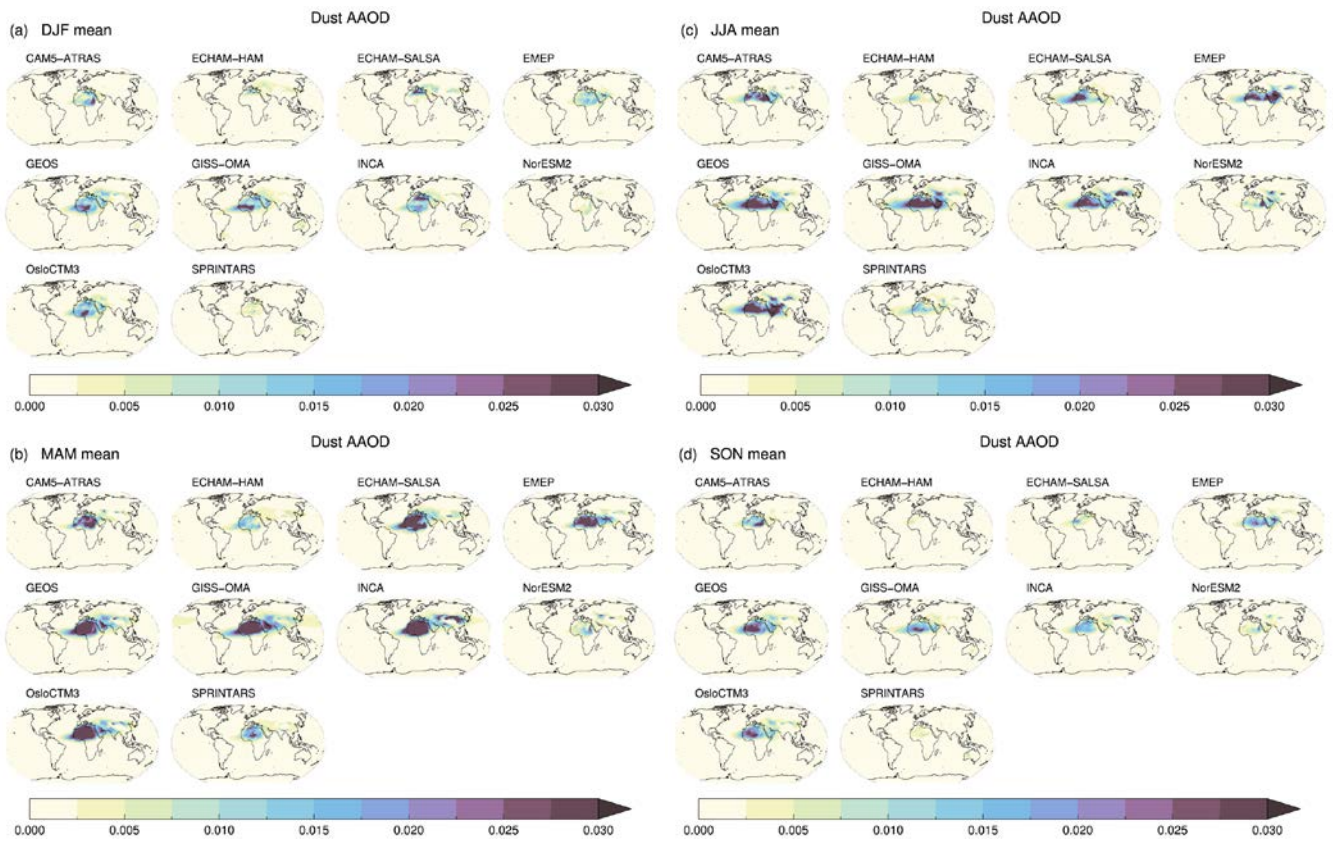 Dust AAOD
(a) DJF mean
CAM5-ATRAS ECHAM-HAM ECHAM-SALSA EMEP
GEOS GISS-OMA INCA NorESM2
OsloCTM3 SPRINTARS
0.000 0.005 0.010 0.015 0.020 0.025 0.030
Dust AAOD
(c) JJA mean
CAM5-ATRAS ECHAM-HAM ECHAM-SALSA EMEP
GEOS GISS-OMA INCA NorESM2
OsloCTM3 SPRINTARS
0.000 0.005 0.010 0.015 0.020 0.025 0.030
Dust AAOD
(b) MAM mean
CAM5-ATRAS ECHAM-HAM ECHAM-SALSA EMEP
GEOS GISS-OMA INCA NorESM2
OsloCTM3 SPRINTARS
0.000 0.005 0.010 0.015 0.020 0.025 0.030
Dust AAOD
(d) SON mean
CAM5-ATRAS ECHAM-HAM ECHAM-SALSA EMEP
GEOS GISS-OMA INCA NorESM2
OsloCTM3 SPRINTARS
0.000 0.005 0.010 0.015 0.020 0.025 0.030